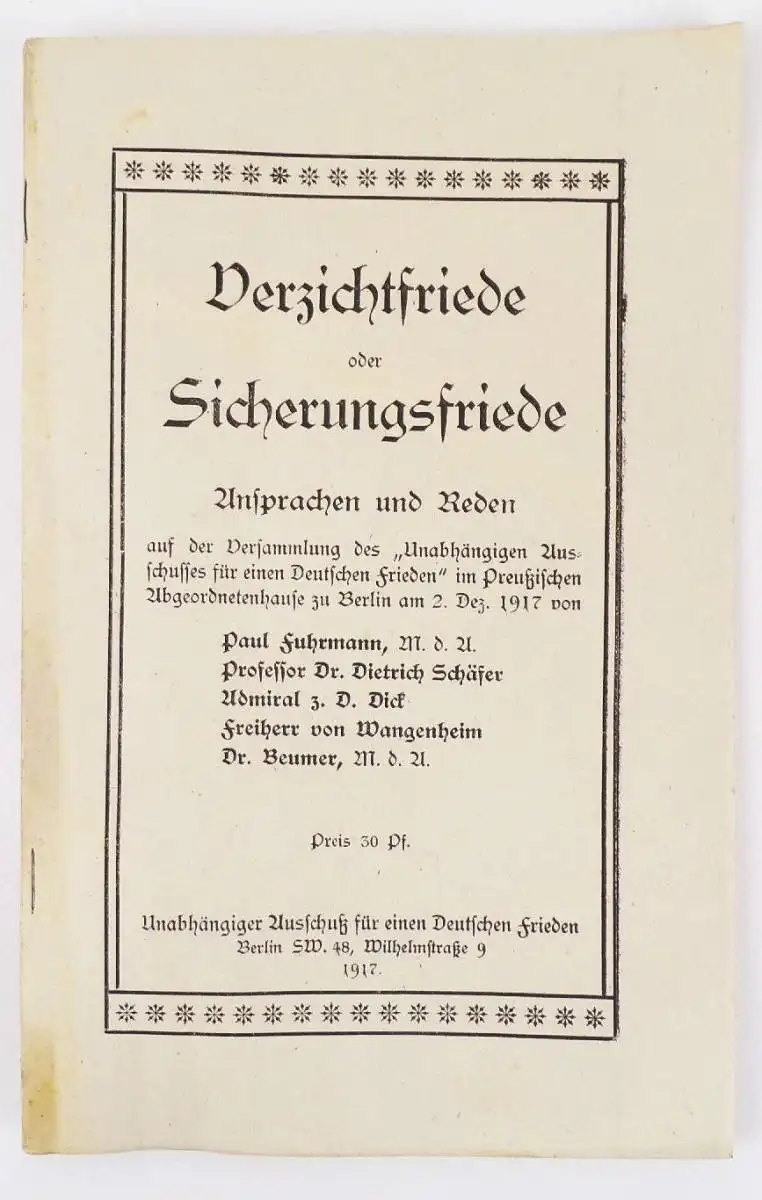 Verzichtfriede
oder
Sicherungsfriede
Ansprachen und Reden
auf der Versammlung des „Unabhängigen Aus-
schusses für einen Deutschen Frieden“ im Preußischen
Abgeordnetenhause zu Berlin am 2. Dez. 1917 von
Paul Fuhrmann, M. d. A.
Professor Dr. Dietrich Schäfer
Admiral z. D. Dick
Freiherr von Wangenheim
Dr. Beumer, M. d. A.
Preis 30 Pf.
Unabhängiger Ausschuß für einen Deutschen Frieden
Berlin SW. 48, Wilhelmstraße 9
1917.